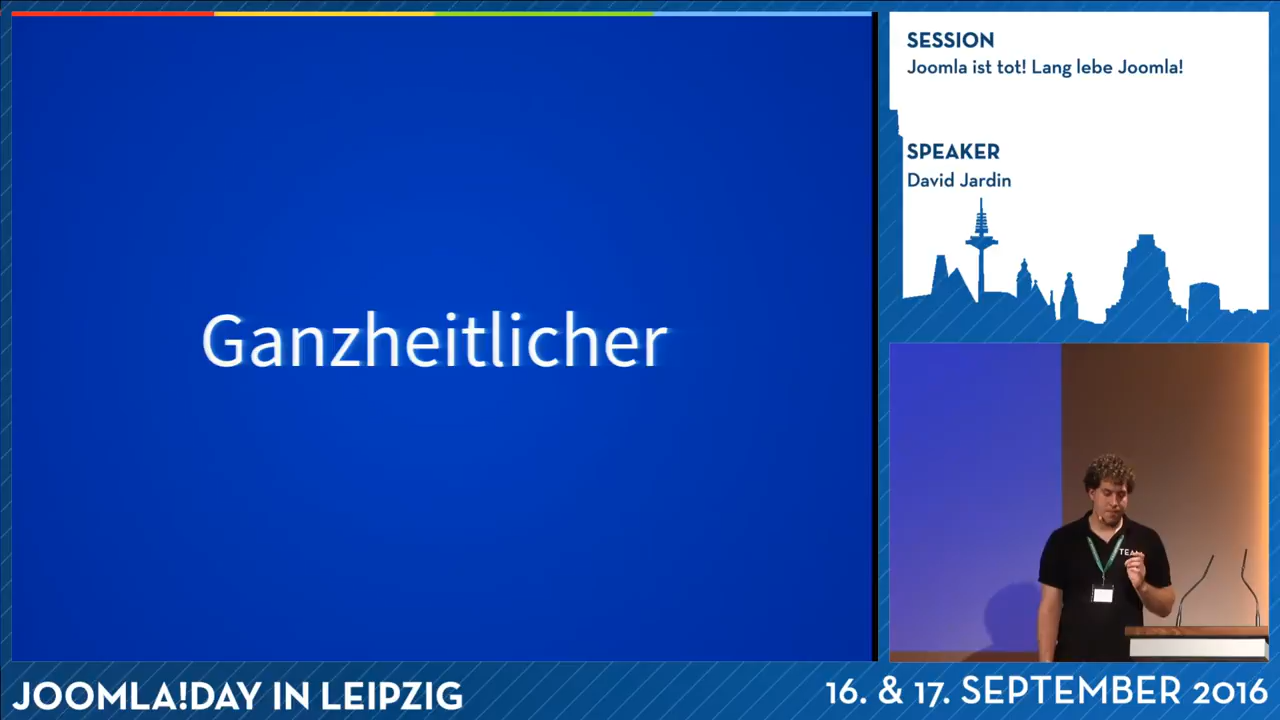 Ganzheitlicher
SESSION
Joomla ist tot! Lang lebe Joomla!
SPEAKER
David Jardin
TEAM
JOOMLA!DAY IN LEIPZIG
16. & 17. SEPTEMBER 2016